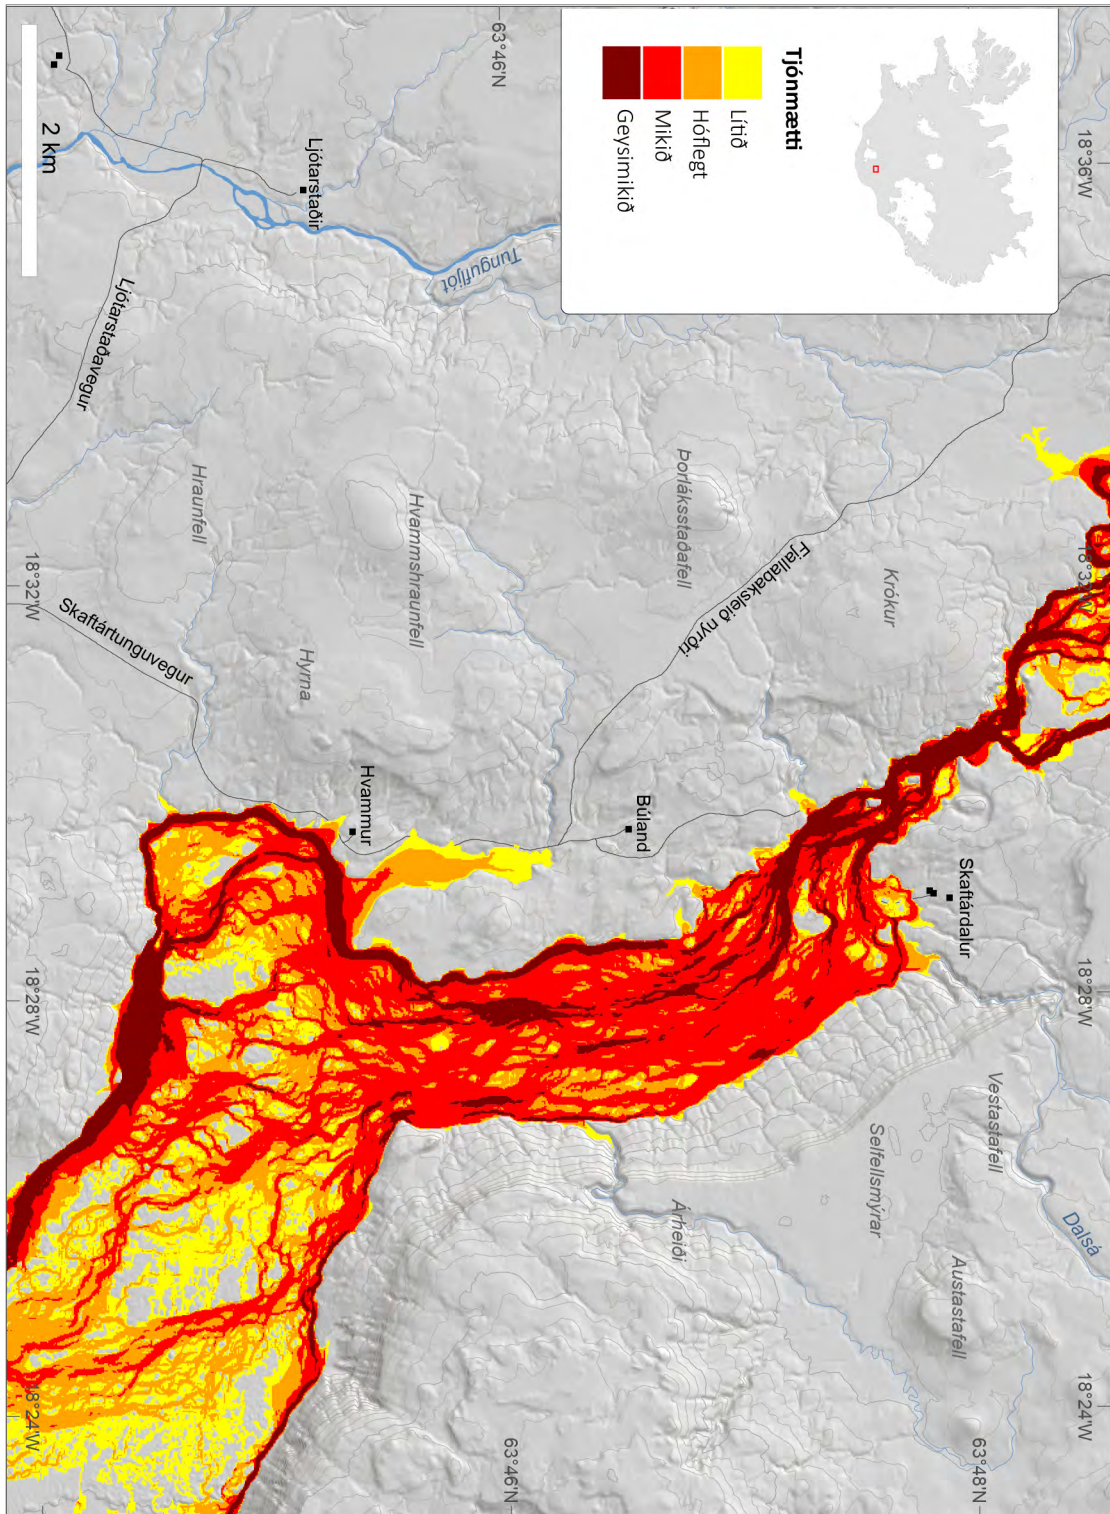 Tjónmætti
Lítið
Hóflegt
Mikið
Geysimikið
2 km
63°46'N
18°36'W
18°32'W
18°28'W
18°24'W
63°48'N
63°46'N
18°24'W
18°28'W
18°32'W
Ljótarstaðir
Tungufljót
Ljótarstaðavegur
Hraunfell
Hvammshraunfell
Þorláksstaðafell
Krókur
Fjallabaksleið nyrðri
Skaftártunguvegur
Hyrna
Hvammur
Búland
Skaftárdalur
Vestastafell
Selfellsmýrar
Dalsá
Árheiði
Austastafell